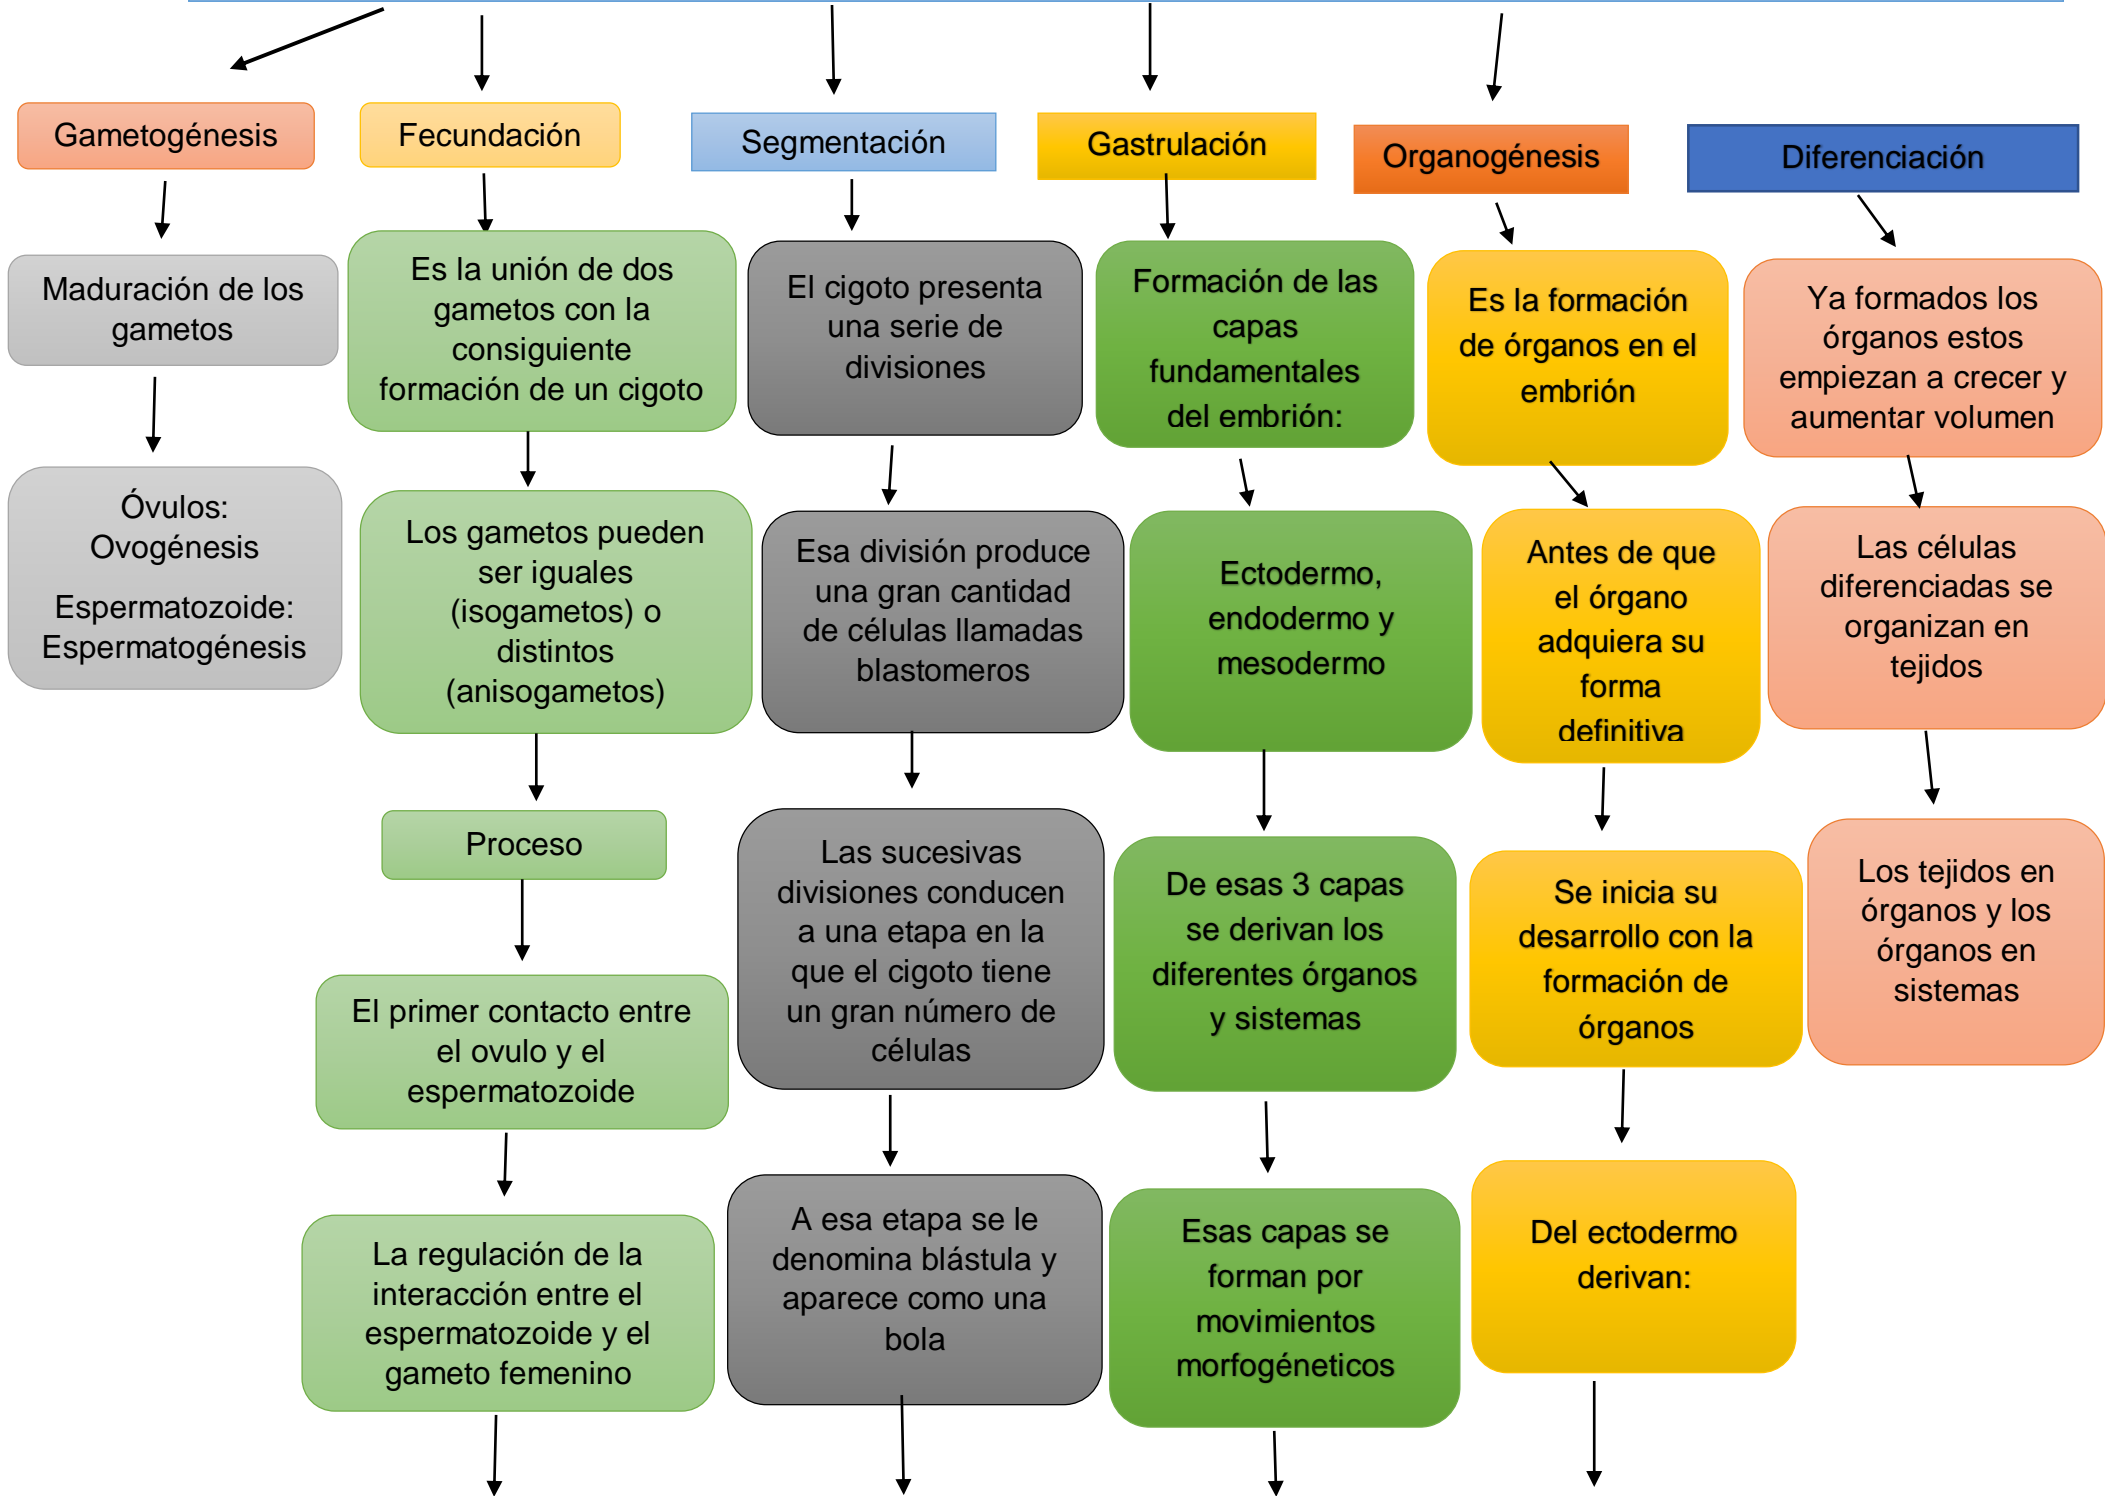 Gametogénesis
Maduración de los
gametos
Óvulos:
Ovogénesis
Espermatozoide:
Espermatogénesis
Fecundación
Es la unión de dos
gametos con la
consiguiente
formación de un cigoto
Los gametos pueden
ser iguales
(isogametos) o
distintos
(anisogametos)
Proceso
El primer contacto entre
el ovulo y el
espermatozoide
La regulación de la
interacción entre el
espermatozoide y el
gameto femenino
Segmentación
El cigoto presenta
una serie de
divisiones
Esa división produce
una gran cantidad
de células llamadas
blastomeros
Las sucesivas
divisiones conducen
a una etapa en la
que el cigoto tiene
un gran número de
células
A esa etapa se le
denomina blástula y
aparece como una
bola
Gastrulación
Formación de las
capas
fundamentales
del embrión:
Ectodermo,
endodermo y
mesodermo
De esas 3 capas
se derivan los
diferentes órganos
y sistemas
Esas capas se
forman por
movimientos
morfogéneticos
Organogénesis
Es la formación
de órganos en el
embrión
Antes de que
el órgano
adquiera su
forma
definitiva
Se inicia su
desarrollo con la
formación de
órganos
Del ectodermo
derivan:
Diferenciación
Ya formados los
órganos estos
empiezan a crecer y
aumentar volumen
Las células
diferenciadas se
organizan en
tejidos
Los tejidos en
órganos y los
órganos en
sistemas